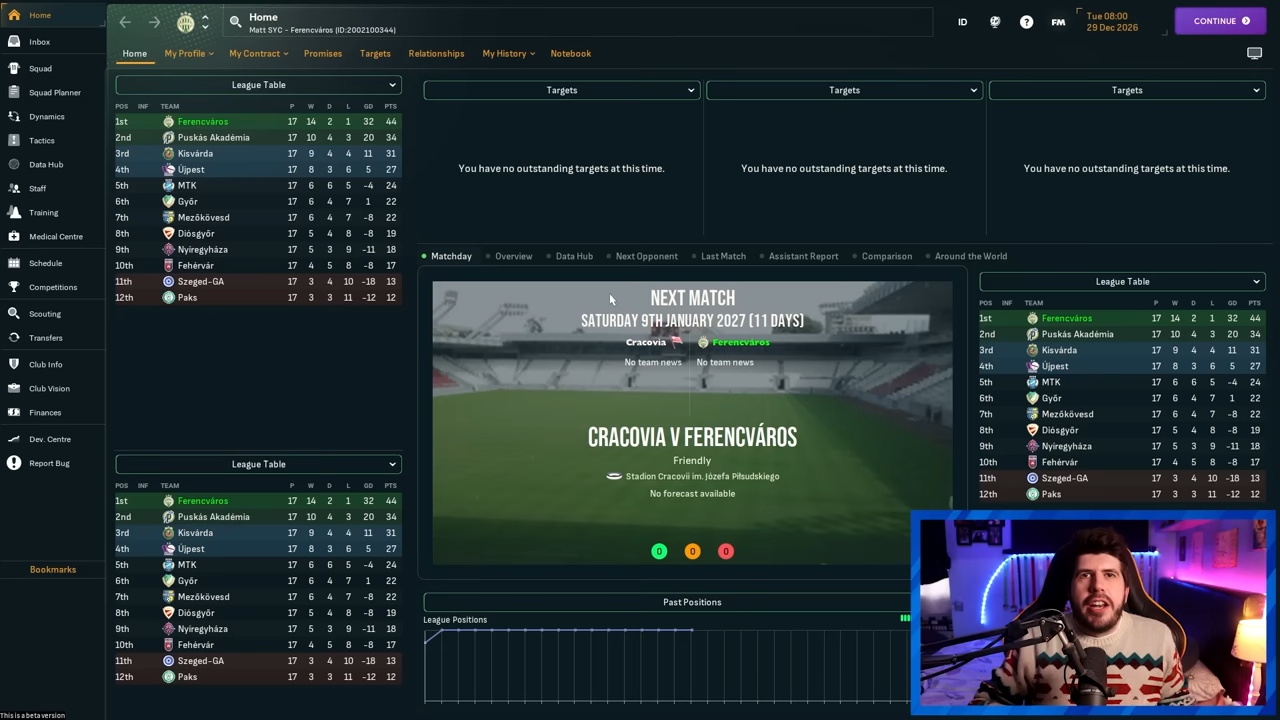 Home
Inbox
Squad
Squad Planner
Dynamics
Tactics
Data Hub
Staff
Training
Medical Centre
Schedule
Competitions
Scouting
Transfers
Club Info
Club Vision
Finances
Dev. Centre
Report Bug
Bookmarks
This is a beta version
Home
Matt SYC - Ferencváros (ID:2002100344)
ID
?
FM
Tue 08:00
29 Dec 2026
CONTINUE
Home My Profile My Contract Promises Targets Relationships My History Notebook
League Table
POS INF TEAM P W D L GD PTS
1st Ferencváros 17 14 2 1 32 44
2nd Puskás Akadémia 17 10 4 3 20 34
3rd Kisvárda 17 9 4 4 11 31
4th Újpest 17 8 3 6 5 27
5th MTK 17 6 6 5 -4 24
6th Győr 17 6 4 7 1 22
7th Mezőkövesd 17 6 4 7 -8 22
8th Diósgyőr 17 5 4 8 -8 19
9th Nyíregyháza 17 5 3 9 -11 18
10th Fehérvár 17 4 5 8 -8 17
11th Szeged-GA 17 3 4 10 -18 13
12th Paks 17 3 3 11 -12 12
League Table
POS INF TEAM P W D L GD PTS
1st Ferencváros 17 14 2 1 32 44
2nd Puskás Akadémia 17 10 4 3 20 34
3rd Kisvárda 17 9 4 4 11 31
4th Újpest 17 8 3 6 5 27
5th MTK 17 6 6 5 -4 24
6th Győr 17 6 4 7 1 22
7th Mezőkövesd 17 6 4 7 -8 22
8th Diósgyőr 17 5 4 8 -8 19
9th Nyíregyháza 17 5 3 9 -11 18
10th Fehérvár 17 4 5 8 -8 17
11th Szeged-GA 17 3 4 10 -18 13
12th Paks 17 3 3 11 -12 12
Targets
You have no outstanding targets at this time.
Targets
You have no outstanding targets at this time.
Targets
You have no outstanding targets at this time.
Matchday Overview Data Hub Next Opponent Last Match Assistant Report Comparison Around the World
NEXT MATCH
SATURDAY 9TH JANUARY 2027 (11 DAYS)
Cracovia Ferencváros
No team news No team news
CRACOVIA V FERENCVÁROS
Friendly
Stadion Cracovii im. Józefa Piłsudskiego
No forecast available
0 0 0
Past Positions
League Positions
League Table
POS INF TEAM P W D L GD PTS
1st Ferencváros 17 14 2 1 32 44
2nd Puskás Akadémia 17 10 4 3 20 34
3rd Kisvárda 17 9 4 4 11 31
4th Újpest 17 8 3 6 5 27
5th MTK 17 6 6 5 -4 24
6th Győr 17 6 4 7 1 22
7th Mezőkövesd 17 6 4 7 -8 22
8th Diósgyőr 17 5 4 8 -8 19
9th Nyíregyháza 17 5 3 9 -11 18
10th Fehérvár 17 4 5 8 -8 17
11th Szeged-GA 17 3 4 10 -18 13
12th Paks 17 3 3 11 -12 12